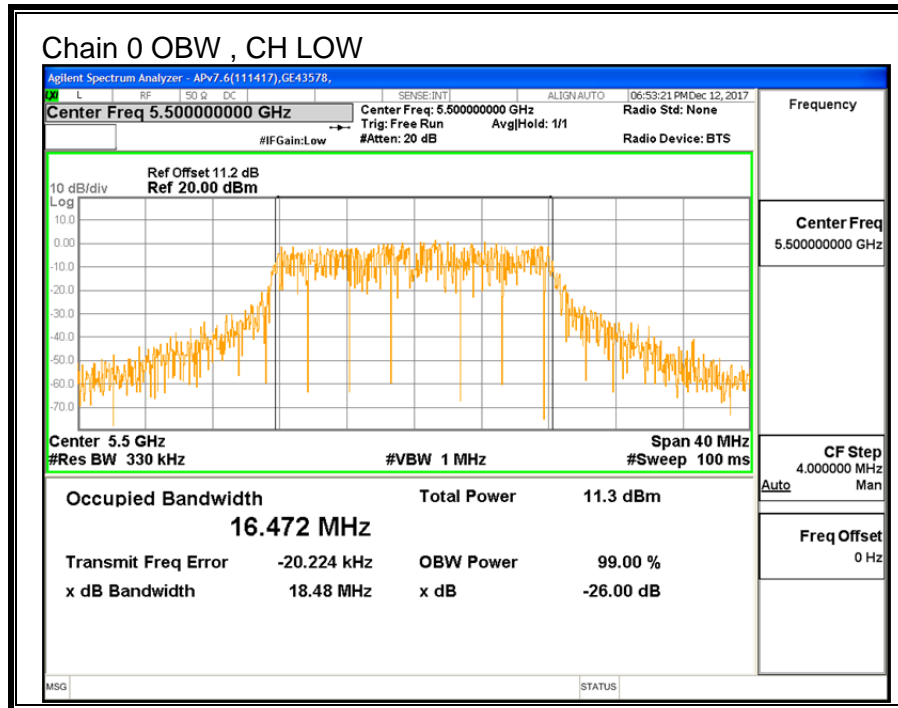 Chain 0 OBW , CH LOW
Agilent Spectrum Analyzer - APv7.6(111417),GE43578,
LXI L RF 50 Ω DC SENSE:INT ALIGN AUTO 06:53:21 PM Dec 12, 2017
Center Freq 5.500000000 GHz
Center Freq: 5.500000000 GHz
Radio Std: None
Trig: Free Run Avg|Hold: 1/1
#IFGain:Low #Atten: 20 dB
Radio Device: BTS
Ref Offset 11.2 dB
10 dB/div Ref 20.00 dBm
Log
10.0
0.00
-10.0
-20.0
-30.0
-40.0
-50.0
-60.0
-70.0
Center 5.5 GHz Span 40 MHz
#Res BW 330 kHz #VBW 1 MHz #Sweep 100 ms
Occupied Bandwidth Total Power 11.3 dBm
16.472 MHz
Transmit Freq Error -20.224 kHz OBW Power 99.00 %
x dB Bandwidth 18.48 MHz x dB -26.00 dB
MSG STATUS
Frequency
Center Freq
5.500000000 GHz
CF Step
4.000000 MHz
Auto Man
Freq Offset
0 Hz